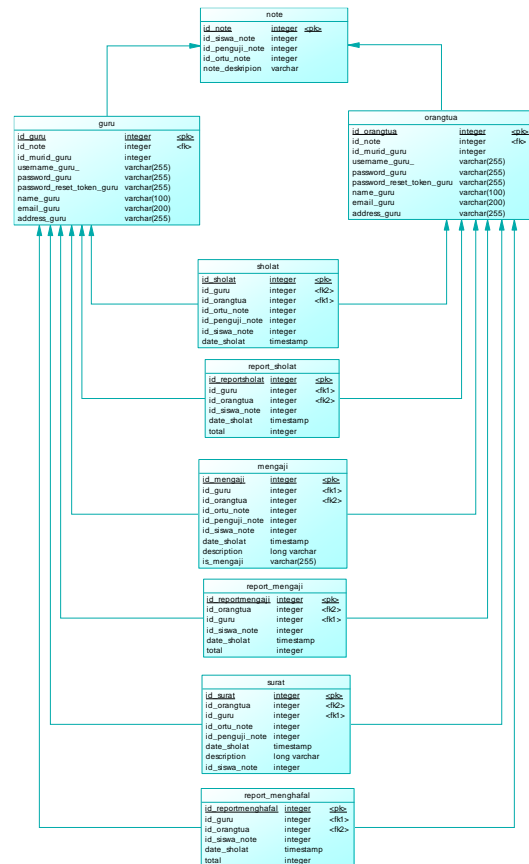 note
id_note integer <pk>
id_siswa_note integer
id_penguji_note integer
id_ortu_note integer
note_deskripion varchar
guru
id_guru integer <pk>
id_note integer <fk>
id_murid_guru integer
username_guru_ varchar(255)
password_guru varchar(255)
password_reset_token_guru varchar(255)
name_guru varchar(100)
email_guru varchar(200)
address_guru varchar(255)
orangtua
id_orangtua integer <pk>
id_note integer <fk>
id_murid_guru integer
username_guru_ varchar(255)
password_guru varchar(255)
password_reset_token_guru varchar(255)
name_guru varchar(100)
email_guru varchar(200)
address_guru varchar(255)
sholat
id_sholat integer <pk>
id_guru integer <fk2>
id_orangtua integer <fk1>
id_ortu_note integer
id_penguji_note integer
id_siswa_note integer
date_sholat timestamp
report_sholat
id_reportsholat integer <pk>
id_guru integer <fk1>
id_orangtua integer <fk2>
id_siswa_note integer
date_sholat timestamp
total integer
mengaji
id_mengaji integer <pk>
id_guru integer <fk1>
id_orangtua integer <fk2>
id_ortu_note integer
id_penguji_note integer
id_siswa_note integer
date_sholat timestamp
description long varchar
is_mengaji varchar(255)
report_mengaji
id_reportmengaji integer <pk>
id_orangtua integer <fk2>
id_guru integer <fk1>
id_siswa_note integer
date_sholat timestamp
total integer
surat
id_surat integer <pk>
id_orangtua integer <fk2>
id_guru integer <fk1>
id_ortu_note integer
id_penguji_note integer
date_sholat timestamp
description long varchar
id_siswa_note integer
report_menghafal
id_reportmenghafal integer <pk>
id_guru integer <fk1>
id_orangtua integer <fk2>
id_siswa_note integer
date_sholat timestamp
total integer